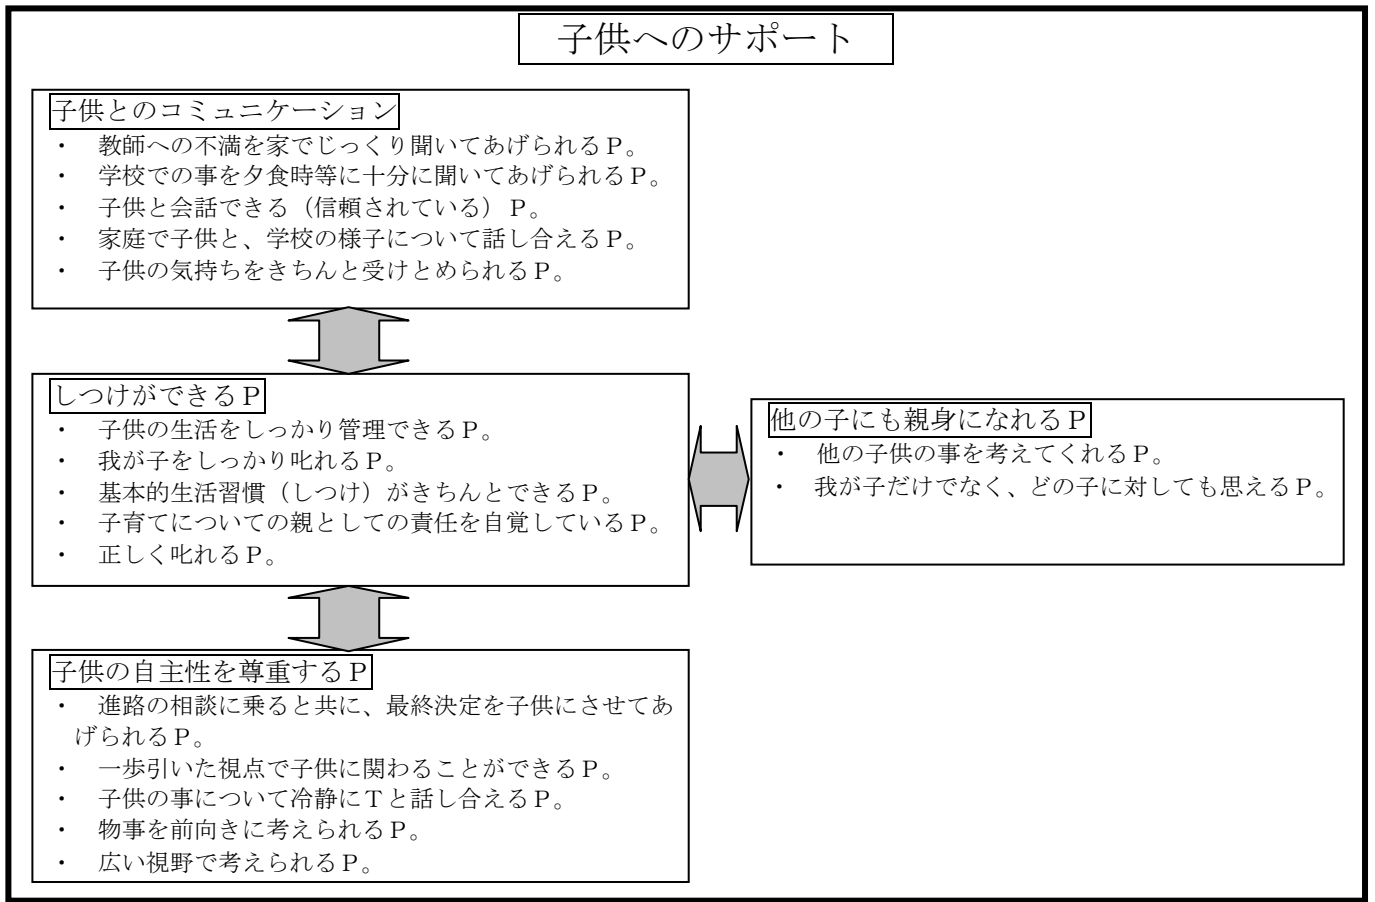 子供へのサポート
子供とのコミュニケーション
・　教師への不満を家でじっくり聞いてあげられるＰ。
・　学校での事を夕食時等に十分に聞いてあげられるＰ。
・　子供と会話できる（信頼されている）Ｐ。
・　家庭で子供と、学校の様子について話し合えるＰ。
・　子供の気持ちをきちんと受けとめられるＰ。
しつけができるＰ
・　子供の生活をしっかり管理できるＰ。
・　我が子をしっかり叱れるＰ。
・　基本的生活習慣（しつけ）がきちんとできるＰ。
・　子育てについての親としての責任を自覚しているＰ。
・　正しく叱れるＰ。
他の子にも親身になれるＰ
・　他の子供の事を考えてくれるＰ。
・　我が子だけでなく、どの子に対しても思えるＰ。
子供の自主性を尊重するＰ
・　進路の相談に乗ると共に、最終決定を子供にさせてあ
げられるＰ。
・　一歩引いた視点で子供に関わることができるＰ。
・　子供の事について冷静にＴと話し合えるＰ。
・　物事を前向きに考えられるＰ。
・　広い視野で考えられるＰ。